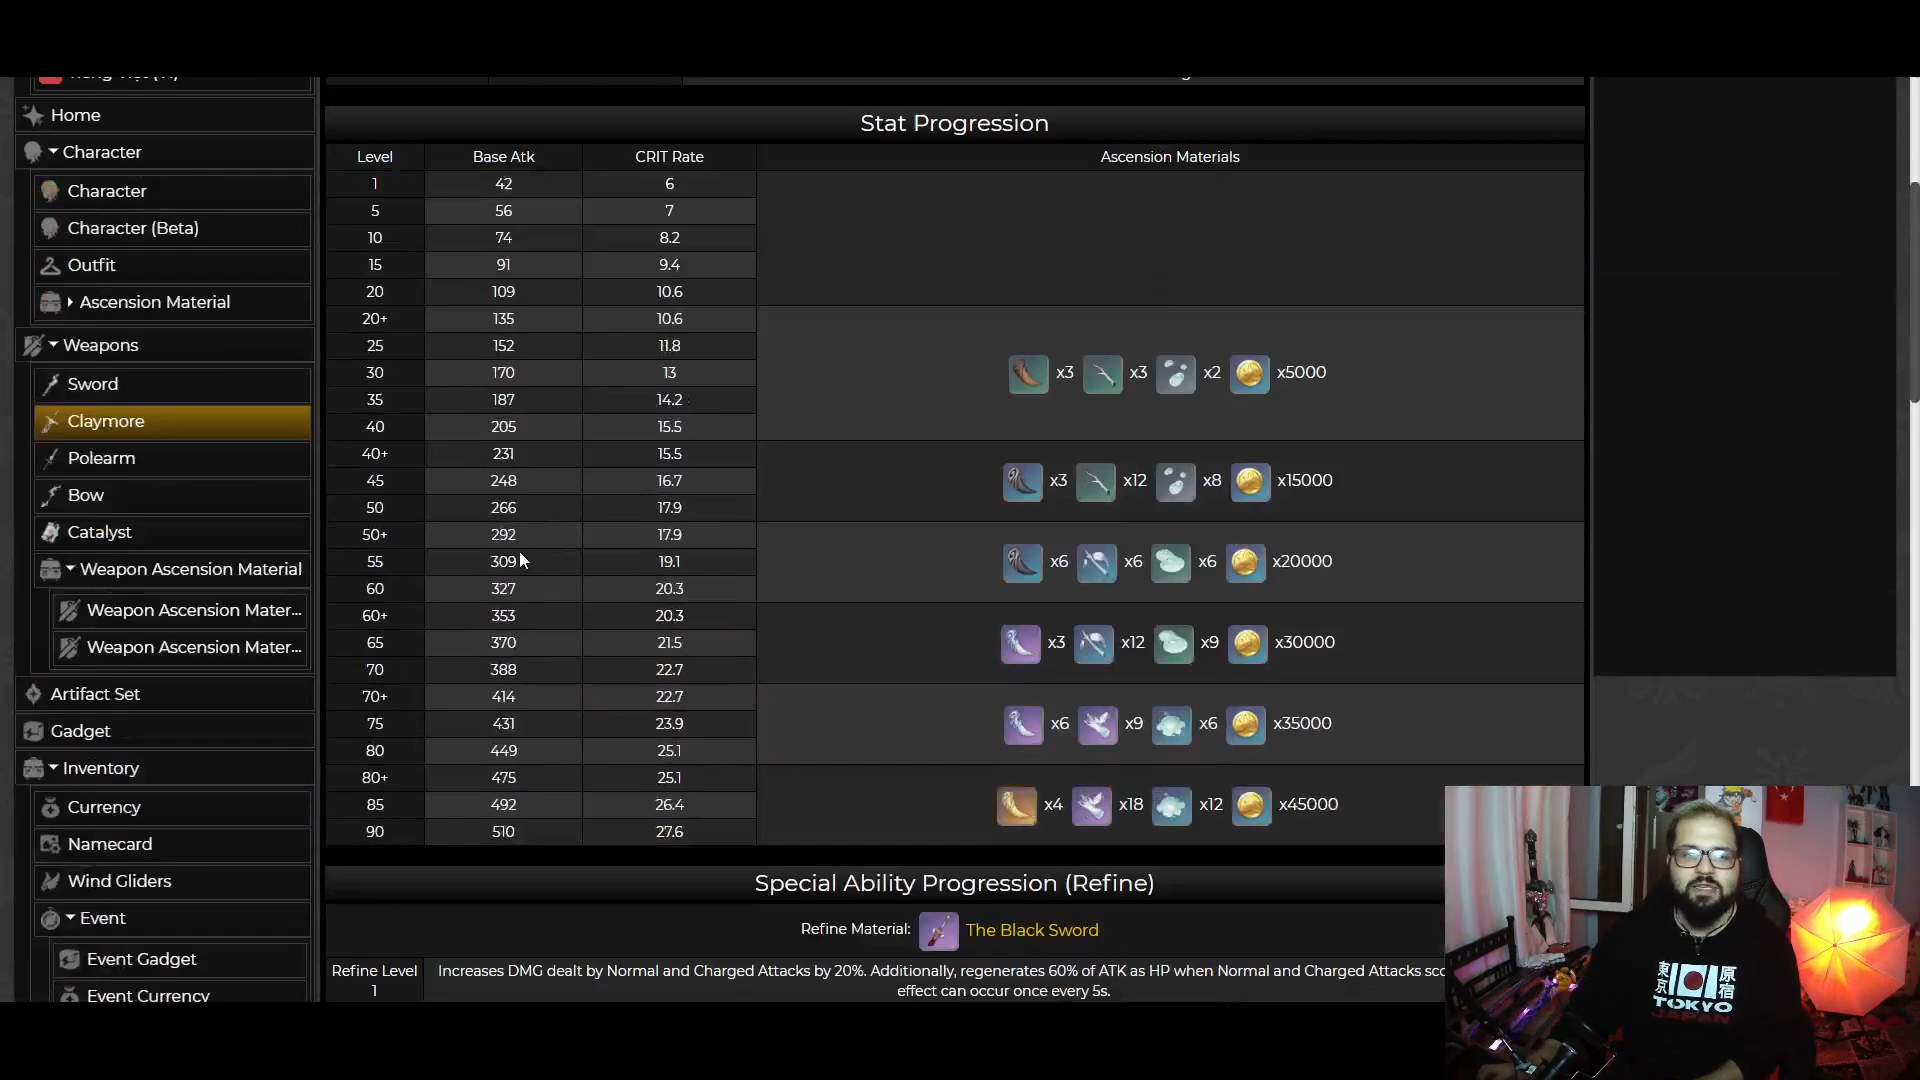 Home
Character
Character
Character (Beta)
Outfit
Ascension Material
Weapons
Sword
Claymore
Polearm
Bow
Catalyst
Weapon Ascension Material
Weapon Ascension Mater...
Weapon Ascension Mater...
Artifact Set
Gadget
Inventory
Currency
Namecard
Wind Gliders
Event
Event Gadget
Event Currency
Stat Progression
Level Base Atk CRIT Rate Ascension Materials
1 42 6
5 56 7
10 74 8.2
15 91 9.4
20 109 10.6
20+ 135 10.6
25 152 11.8
30 170 13
x3 x3 x2 x5000
35 187 14.2
40 205 15.5
40+ 231 15.5
45 248 16.7
x3 x12 x8 x15000
50 266 17.9
50+ 292 17.9
55 309 19.1
x6 x6 x6 x20000
60 327 20.3
60+ 353 20.3
65 370 21.5
x3 x12 x9 x30000
70 388 22.7
70+ 414 22.7
75 431 23.9
x6 x9 x6 x35000
80 449 25.1
80+ 475 25.1
85 492 26.4
x4 x18 x12 x45000
90 510 27.6
Special Ability Progression (Refine)
Refine Material: The Black Sword
Refine Level
1
Increases DMG dealt by Normal and Charged Attacks by 20%. Additionally, regenerates 60% of ATK as HP when Normal and Charged Attacks sco
effect can occur once every 5s.
東京 原宿
TOKYO
JAPAN